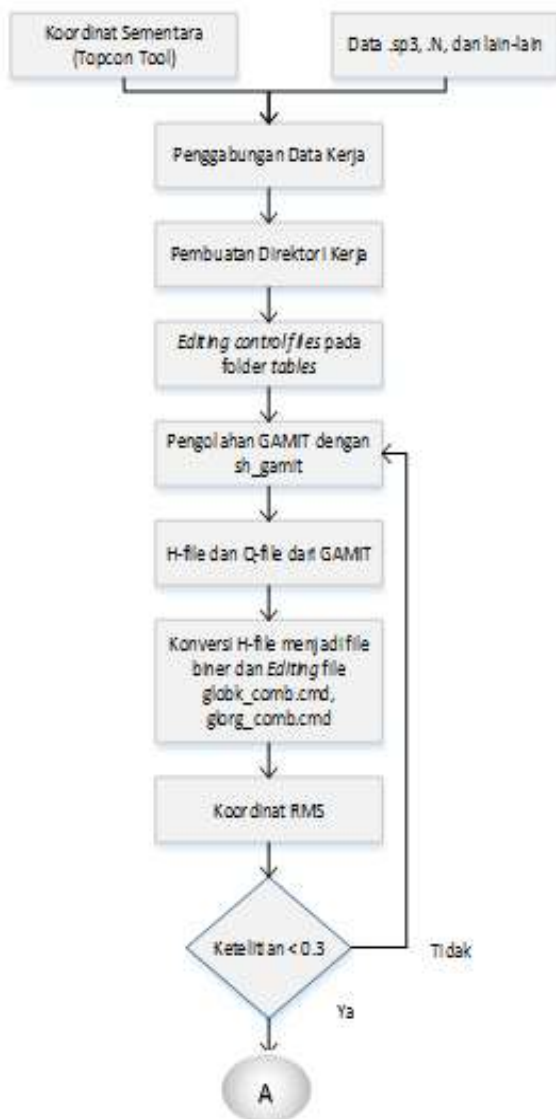 Koordinat Sementara
(Topcon Tool)
Data .sp3, .N, dan lain-lain
Penggabungan Data Kerja
Pembuatan Direktori Kerja
Editing control files pada
folder tables
Pengolahan GAMIT dengan
sh_gamit
H-file dan Q-file dari GAMIT
Konversi H-file menjadi file
biner dan Editing file
globk_comb.cmd,
glorg_comb.cmd
Koordinat RMS
Ketelitian < 0.3
Tidak
Ya
A